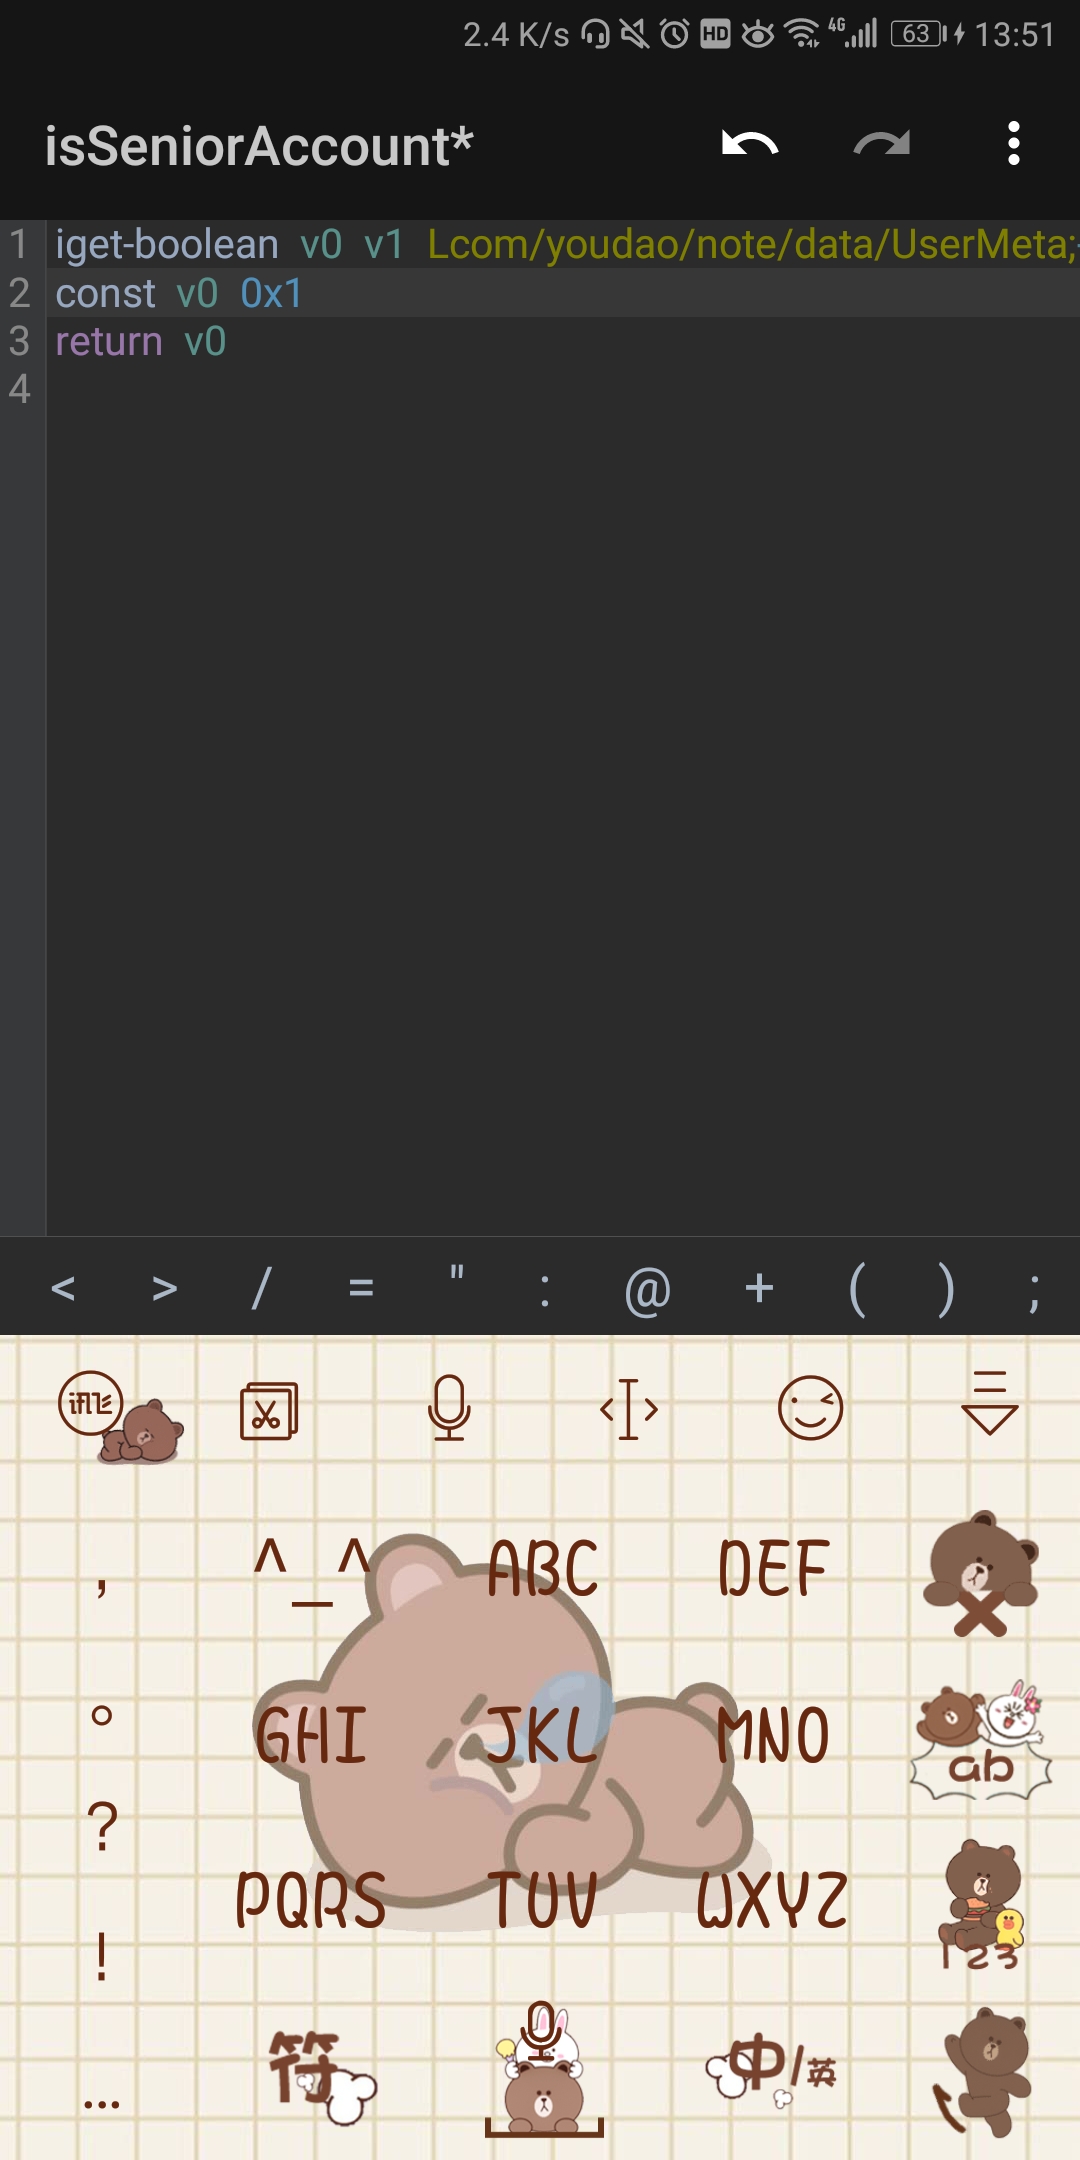 2.4 K/s HD 4G 63 13:51
isSeniorAccount*
1 iget-boolean v0 v1 Lcom/youdao/note/data/UserMeta;
2 const v0 0x1
3 return v0
4
< > / = " : @ + ( ) ;
讯飞
, ^_^ ABC DEF
° GHI JKL MNO ab
?
PQRS TUV WXYZ 123
!
... 符 中/英